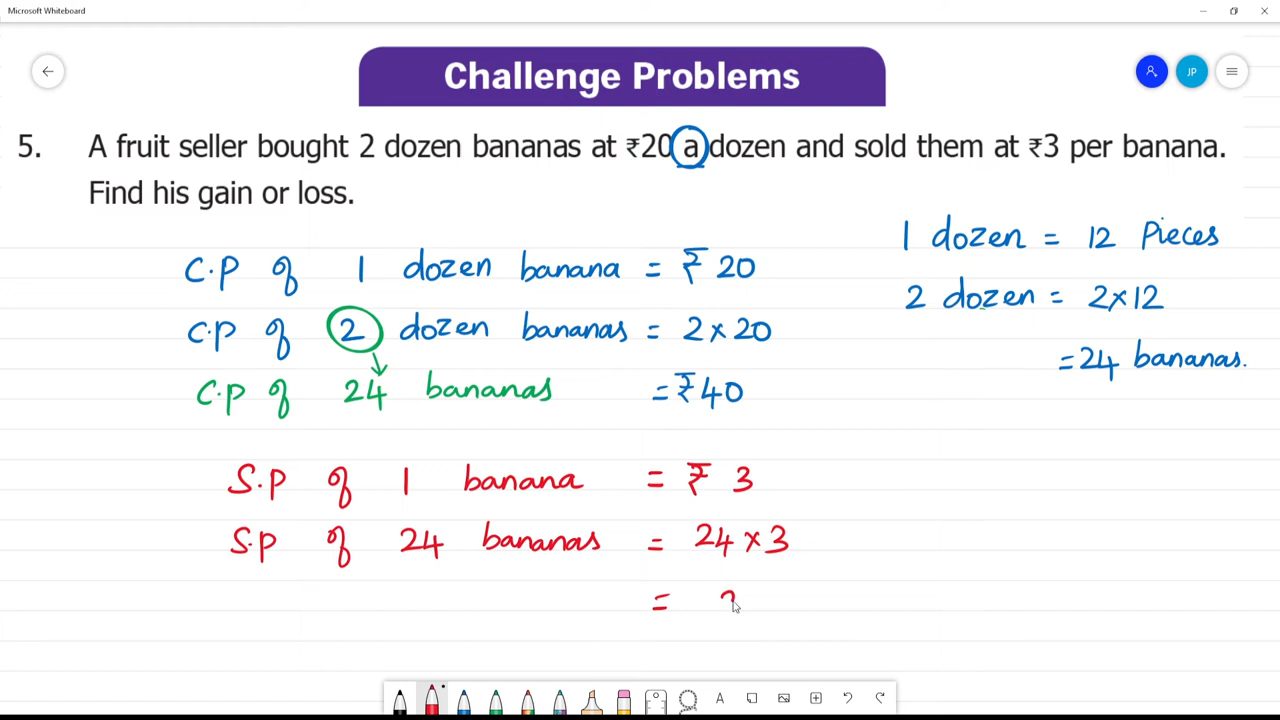 Microsoft Whiteboard
JP
Challenge Problems
5. A fruit seller bought 2 dozen bananas at ₹20 a dozen and sold them at ₹3 per banana.
Find his gain or loss.
1 dozen = 12 Pieces
C.P of 1 dozen banana = ₹ 20
2 dozen = 2×12
C.P of 2 dozen bananas = 2 × 20
= 24 bananas.
C.P of 24 bananas = ₹40
S.P of 1 banana = ₹ 3
S.P of 24 bananas = 24 × 3
=
A